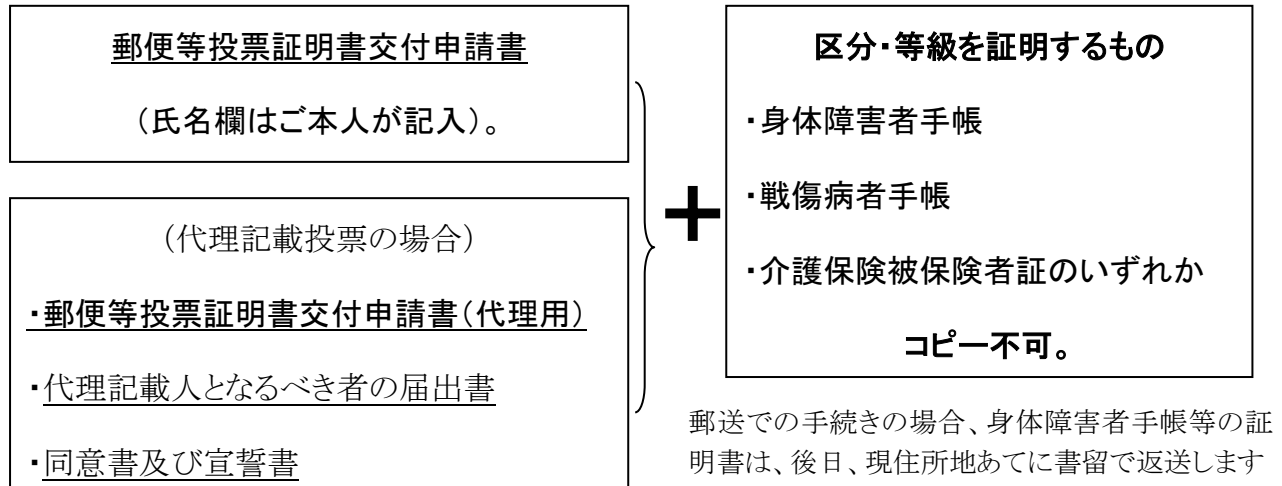 郵便等投票証明書交付申請書
（氏名欄はご本人が記入）。
（代理記載投票の場合）
・郵便等投票証明書交付申請書（代理用）
・代理記載人となるべき者の届出書
・同意書及び宣誓書
＋
区分・等級を証明するもの
・身体障害者手帳
・戦傷病者手帳
・介護保険被保険者証のいずれか
コピー不可。
郵送での手続きの場合、身体障害者手帳等の証
明書は、後日、現住所地あてに書留で返送します